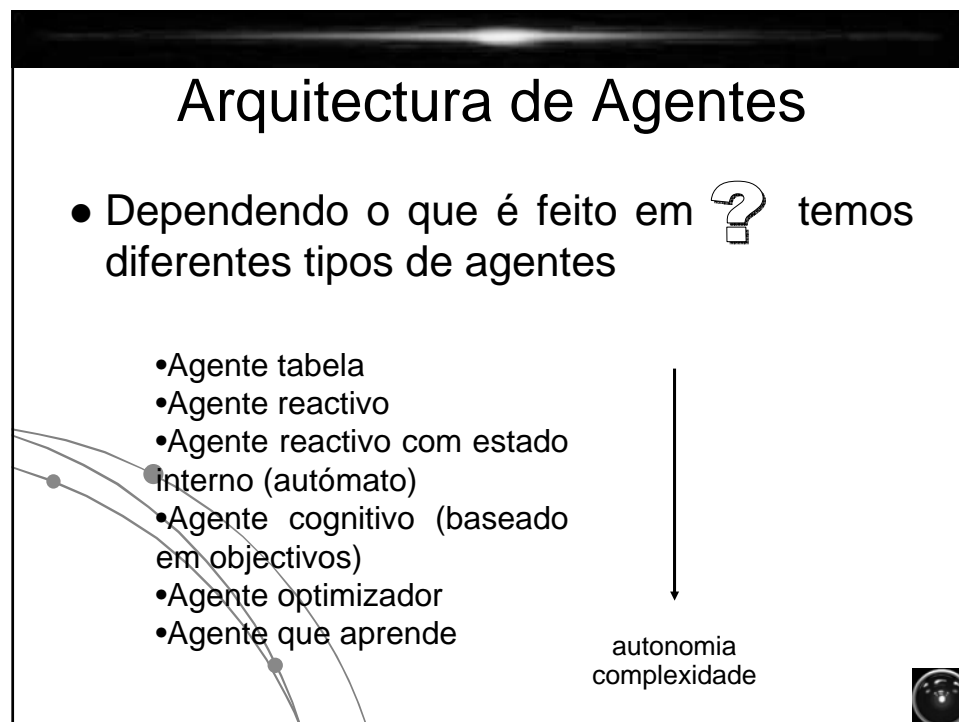 Arquitectura de Agentes
● Dependendo o que é feito em ? temos
diferentes tipos de agentes
•Agente tabela
•Agente reactivo
•Agente reactivo com estado
interno (autómato)
•Agente cognitivo (baseado
em objectivos)
•Agente optimizador
•Agente que aprende
autonomia
complexidade